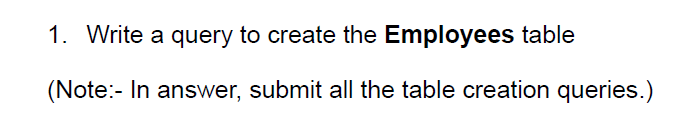 1. Write a query to create the Employees table
(Note:- In answer, submit all the table creation queries.)